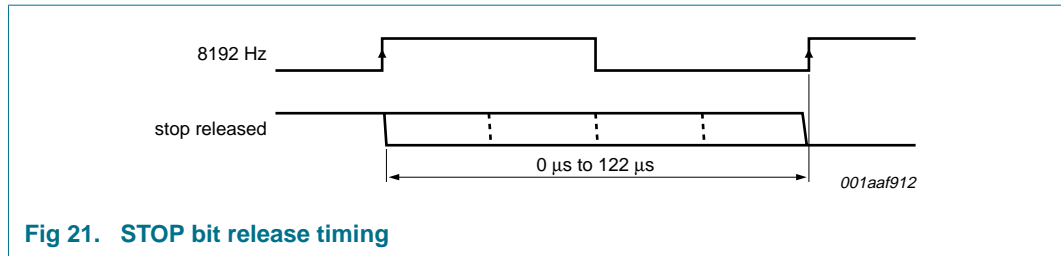 8192 Hz
stop released
0 μs to 122 μs
001aaf912
Fig 21. STOP bit release timing